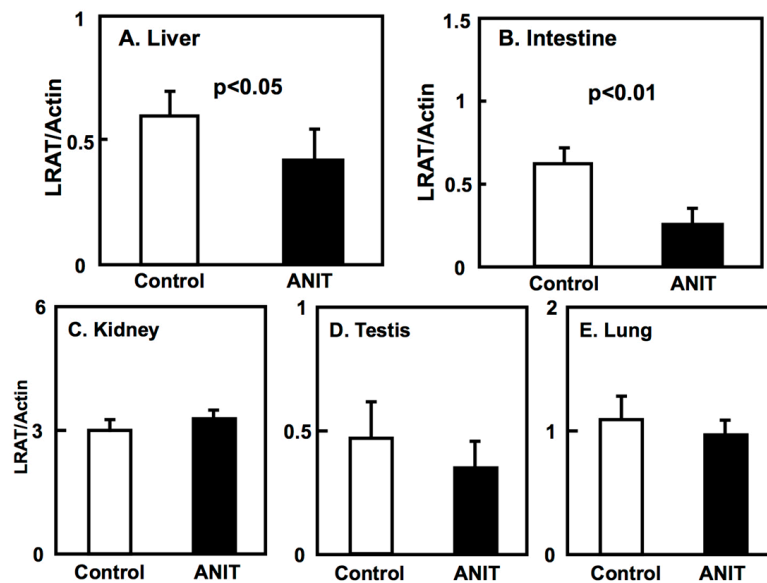 1
A. Liver
p<0.05
LRAT/Actin
0.5
0
Control ANIT
1.5
B. Intestine
1
p<0.01
LRAT/Actin
0.5
0
Control ANIT
6
C. Kidney
LRAT/Actin
3
0
Control ANIT
1
D. Testis
0.5
0
Control ANIT
2
E. Lung
1
0
Control ANIT